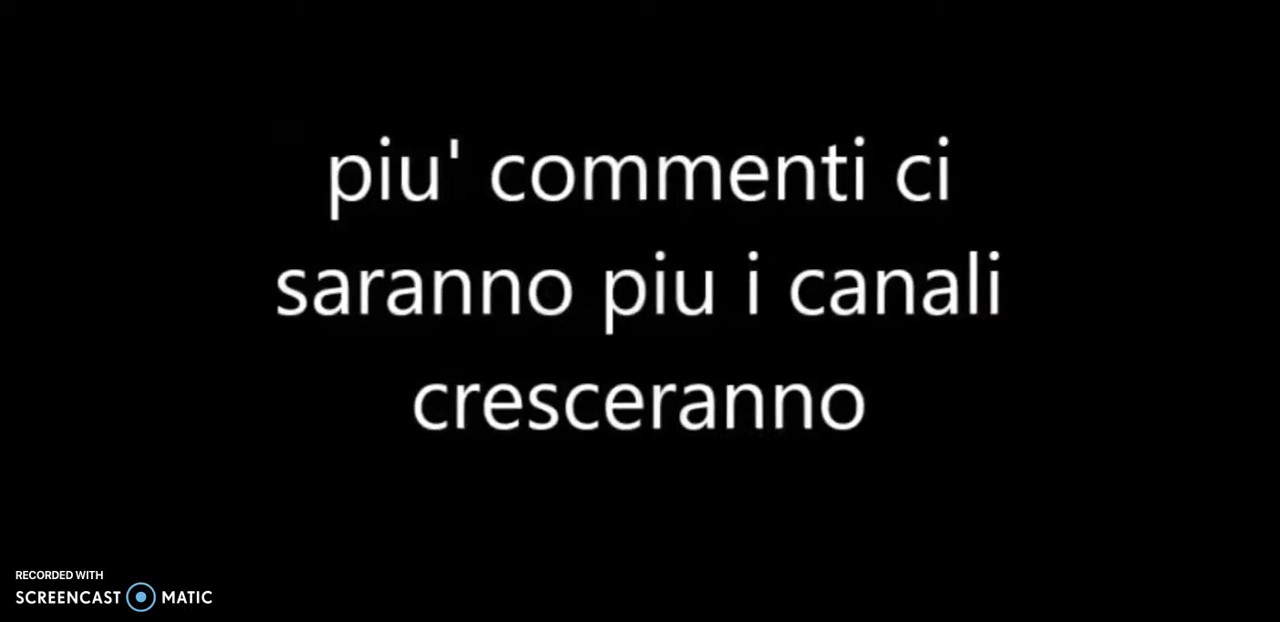 piu' commenti ci
saranno piu i canali
cresceranno
RECORDED WITH
SCREENCAST MATIC